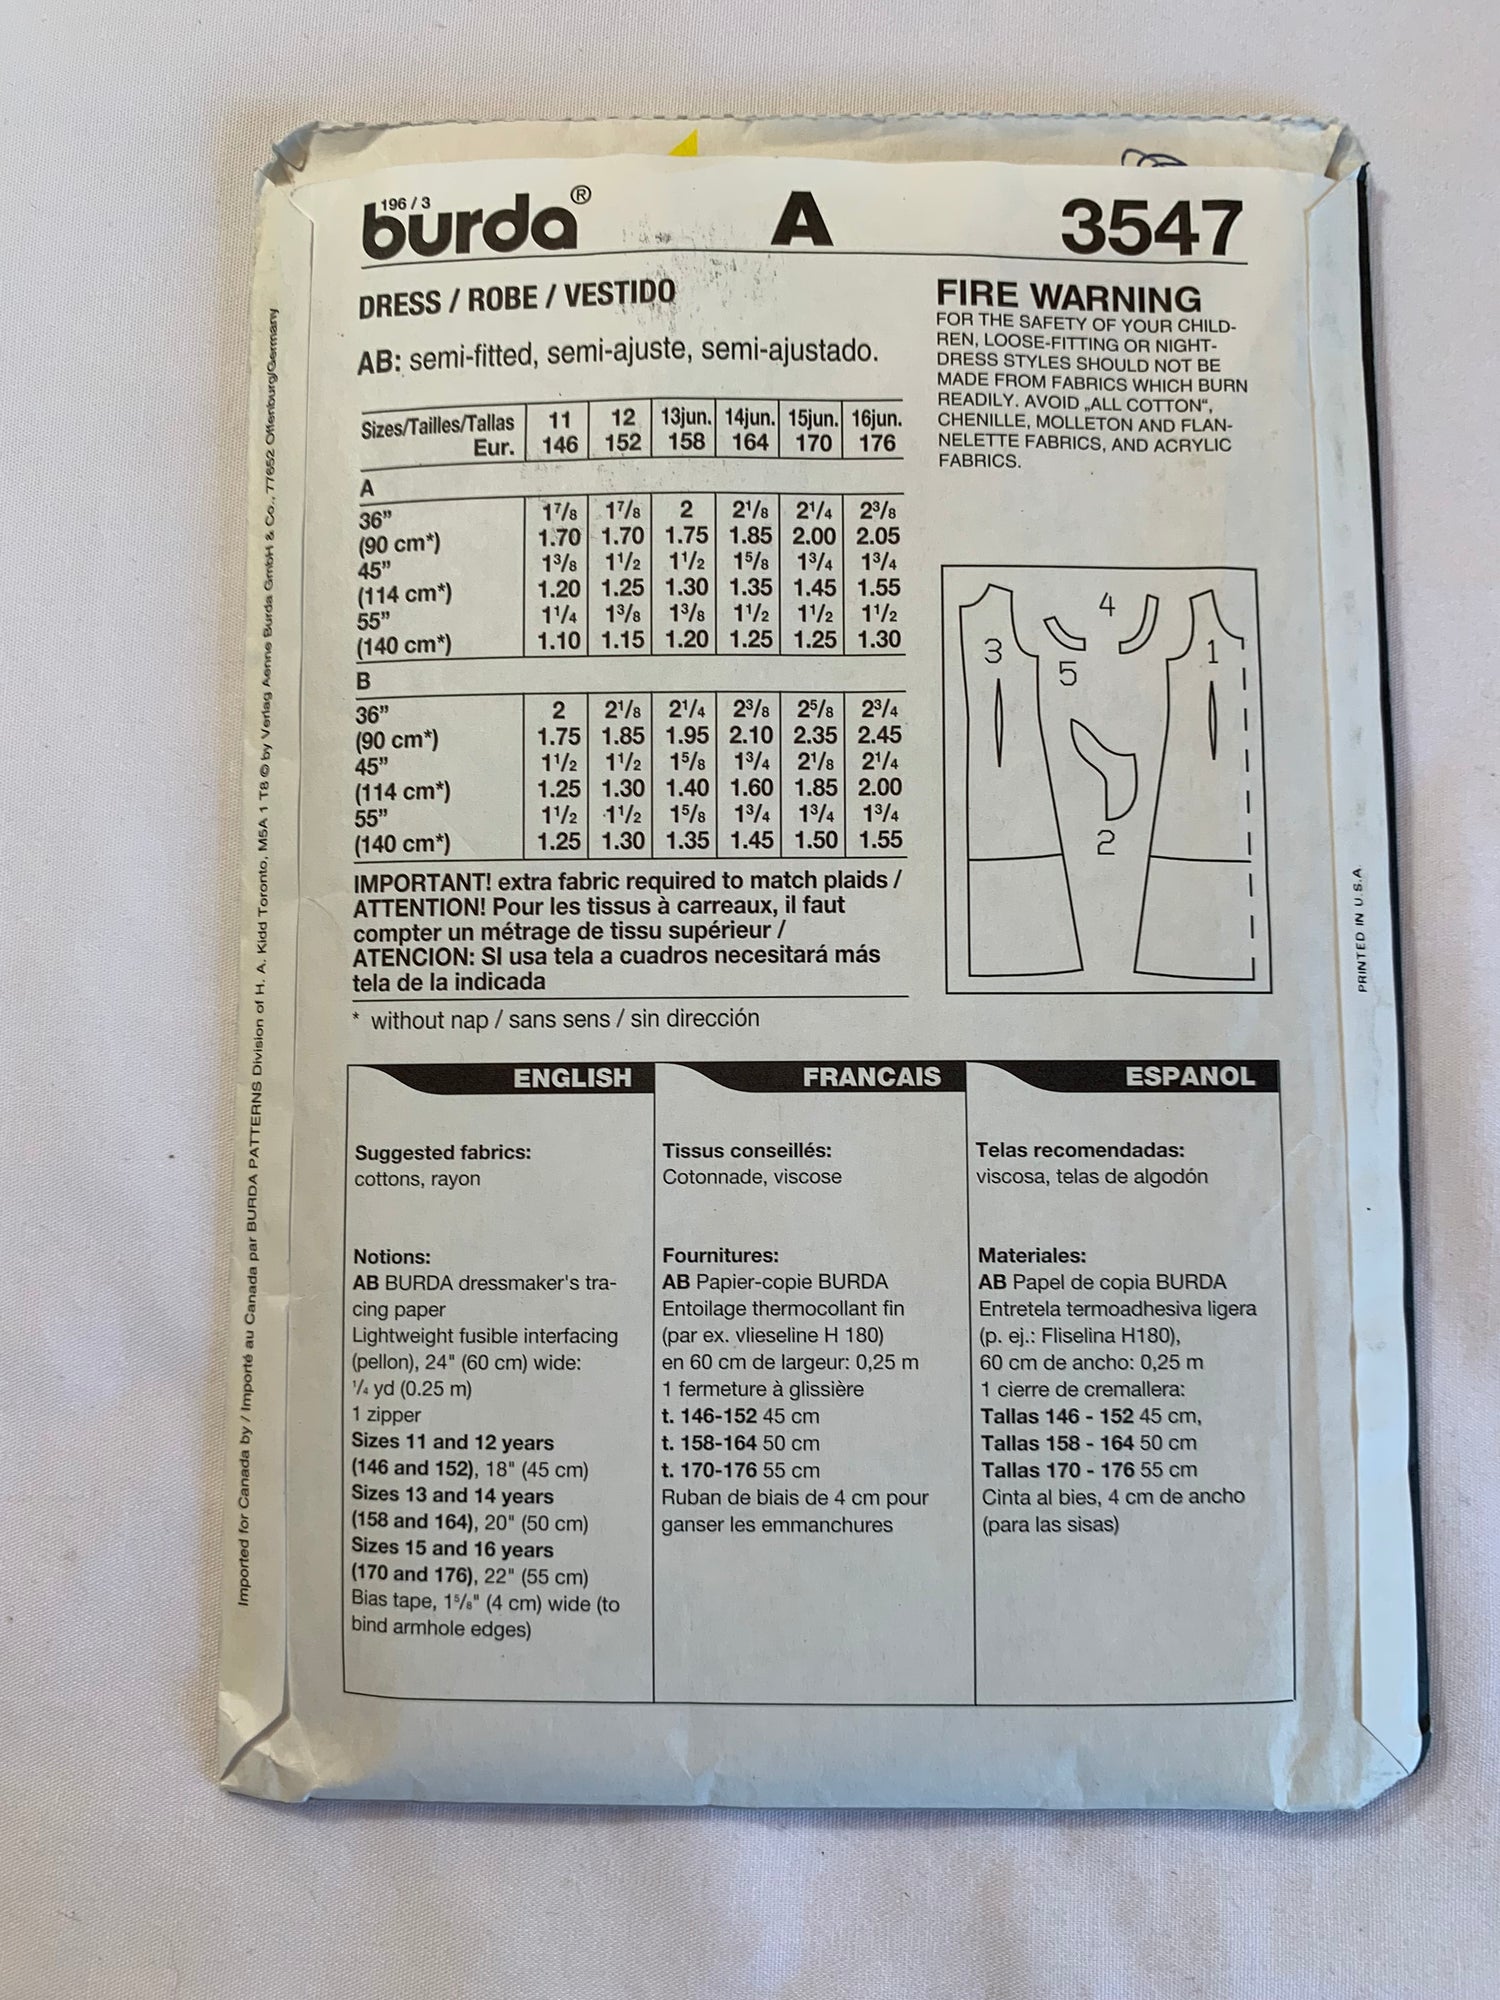 196 / 3
burda® A 3547
DRESS / ROBE / VESTIDO
AB: semi-fitted, semi-ajuste, semi-ajustado.
FIRE WARNING
FOR THE SAFETY OF YOUR CHILD-
REN, LOOSE-FITTING OR NIGHT-
DRESS STYLES SHOULD NOT BE
MADE FROM FABRICS WHICH BURN
READILY. AVOID „ALL COTTON“,
CHENILLE, MOLLETON AND FLAN-
NELETTE FABRICS, AND ACRYLIC
FABRICS.
Sizes/Tailles/Tallas 11 12 13jun. 14jun. 15jun. 16jun.
Eur. 146 152 158 164 170 176
A
36” 1⁷/₈ 1⁷/₈ 2 2¹/₈ 2¹/₄ 2³/₈
(90 cm*) 1.70 1.70 1.75 1.85 2.00 2.05
45” 1³/₈ 1¹/₂ 1¹/₂ 1⁵/₈ 1³/₄ 1³/₄
(114 cm*) 1.20 1.25 1.30 1.35 1.45 1.55
55” 1¹/₄ 1³/₈ 1³/₈ 1¹/₂ 1¹/₂ 1¹/₂
(140 cm*) 1.10 1.15 1.20 1.25 1.25 1.30
B
36” 2 2¹/₈ 2¹/₄ 2³/₈ 2⁵/₈ 2³/₄
(90 cm*) 1.75 1.85 1.95 2.10 2.35 2.45
45” 1¹/₂ 1¹/₂ 1⁵/₈ 1³/₄ 2¹/₈ 2¹/₄
(114 cm*) 1.25 1.30 1.40 1.60 1.85 2.00
55” 1¹/₂ 1¹/₂ 1⁵/₈ 1³/₄ 1³/₄ 1³/₄
(140 cm*) 1.25 1.30 1.35 1.45 1.50 1.55
IMPORTANT! extra fabric required to match plaids /
ATTENTION! Pour les tissus à carreaux, il faut
compter un métrage de tissu supérieur /
ATENCION: SI usa tela a cuadros necesitará más
tela de la indicada
* without nap / sans sens / sin dirección
3 5 4 1
2
ENGLISH
Suggested fabrics:
cottons, rayon
Notions:
AB BURDA dressmaker's tra-
cing paper
Lightweight fusible interfacing
(pellon), 24" (60 cm) wide:
¹/₄ yd (0.25 m)
1 zipper
Sizes 11 and 12 years
(146 and 152), 18" (45 cm)
Sizes 13 and 14 years
(158 and 164), 20" (50 cm)
Sizes 15 and 16 years
(170 and 176), 22" (55 cm)
Bias tape, 1⁵/₈" (4 cm) wide (to
bind armhole edges)
FRANCAIS
Tissus conseillés:
Cotonnade, viscose
Fournitures:
AB Papier-copie BURDA
Entoilage thermocollant fin
(par ex. vlieseline H 180)
en 60 cm de largeur: 0,25 m
1 fermeture à glissière
t. 146-152 45 cm
t. 158-164 50 cm
t. 170-176 55 cm
Ruban de biais de 4 cm pour
ganser les emmanchures
ESPANOL
Telas recomendadas:
viscosa, telas de algodón
Materiales:
AB Papel de copia BURDA
Entretela termoadhesiva ligera
(p. ej.: Fliselina H180),
60 cm de ancho: 0,25 m
1 cierre de cremallera:
Tallas 146 - 152 45 cm,
Tallas 158 - 164 50 cm
Tallas 170 - 176 55 cm
Cinta al bies, 4 cm de ancho
(para las sisas)
Imported for Canada by / Importé au Canada par BURDA PATTERNS Division of H. A. Kidd Toronto, M5A 1 T8 © by Verlag Aenne Burda GmbH & Co., 77652 Offenburg/Germany
PRINTED IN U.S.A.